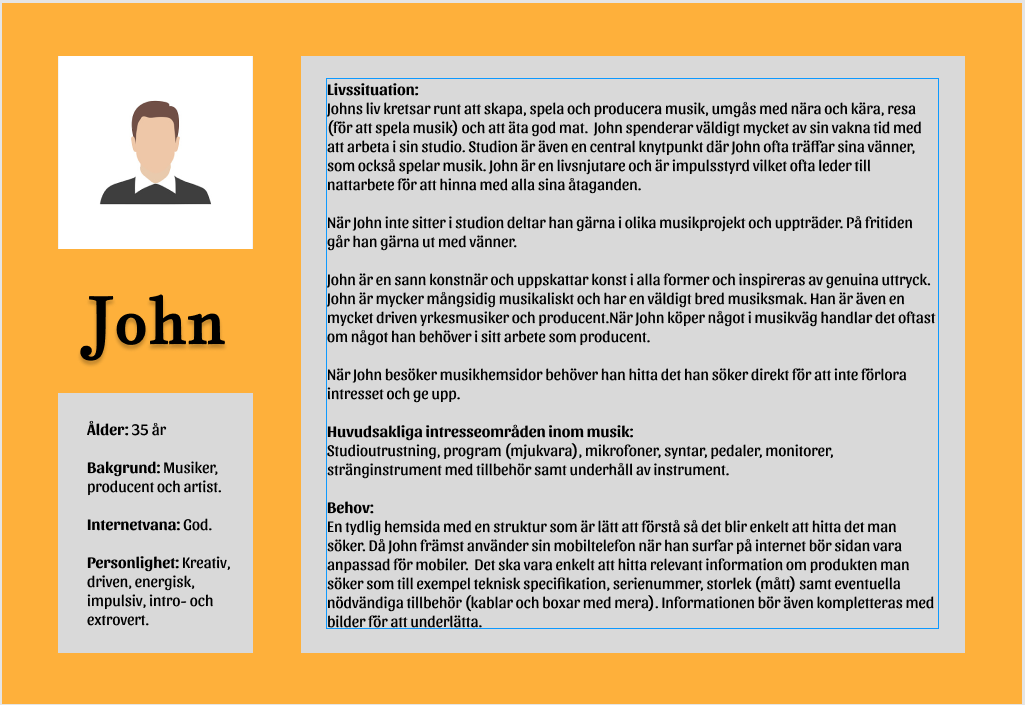 John
Ålder: 35 år
Bakgrund: Musiker,
producent och artist.
Internetvana: God.
Personlighet: Kreativ,
driven, energisk,
impulsiv, intro- och
extrovert.
Livssituation:
Johns liv kretsar runt att skapa, spela och producera musik, umgås med nära och kära, resa
(för att spela musik) och att äta god mat.  John spenderar väldigt mycket av sin vakna tid med
att arbeta i sin studio. Studion är även en central knytpunkt där John ofta träffar sina vänner,
som också spelar musik. John är en livsnjutare och är impulsstyrd vilket ofta leder till
nattarbete för att hinna med alla sina åtaganden.
När John inte sitter i studion deltar han gärna i olika musikprojekt och uppträder. På fritiden
går han gärna ut med vänner.
John är en sann konstnär och uppskattar konst i alla former och inspireras av genuina uttryck.
John är mycker mångsidig musikaliskt och har en väldigt bred musiksmak. Han är även en
mycket driven yrkesmusiker och producent.När John köper något i musikväg handlar det oftast
om något han behöver i sitt arbete som producent.
När John besöker musikhemsidor behöver han hitta det han söker direkt för att inte förlora
intresset och ge upp.
Huvudsakliga intresseområden inom musik:
Studioutrustning, program (mjukvara), mikrofoner, syntar, pedaler, monitorer,
stränginstrument med tillbehör samt underhåll av instrument.
Behov:
En tydlig hemsida med en struktur som är lätt att förstå så det blir enkelt att hitta det man
söker. Då John främst använder sin mobiltelefon när han surfar på internet bör sidan vara
anpassad för mobiler.  Det ska vara enkelt att hitta relevant information om produkten man
söker som till exempel teknisk specifikation, serienummer, storlek (mått) samt eventuella
nödvändiga tillbehör (kablar och boxar med mera). Informationen bör även kompletteras med
bilder för att underlätta.